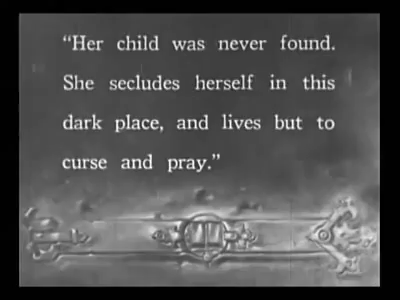 “Her child was never found.
She secludes herself in this
dark place, and lives but to
curse and pray.”